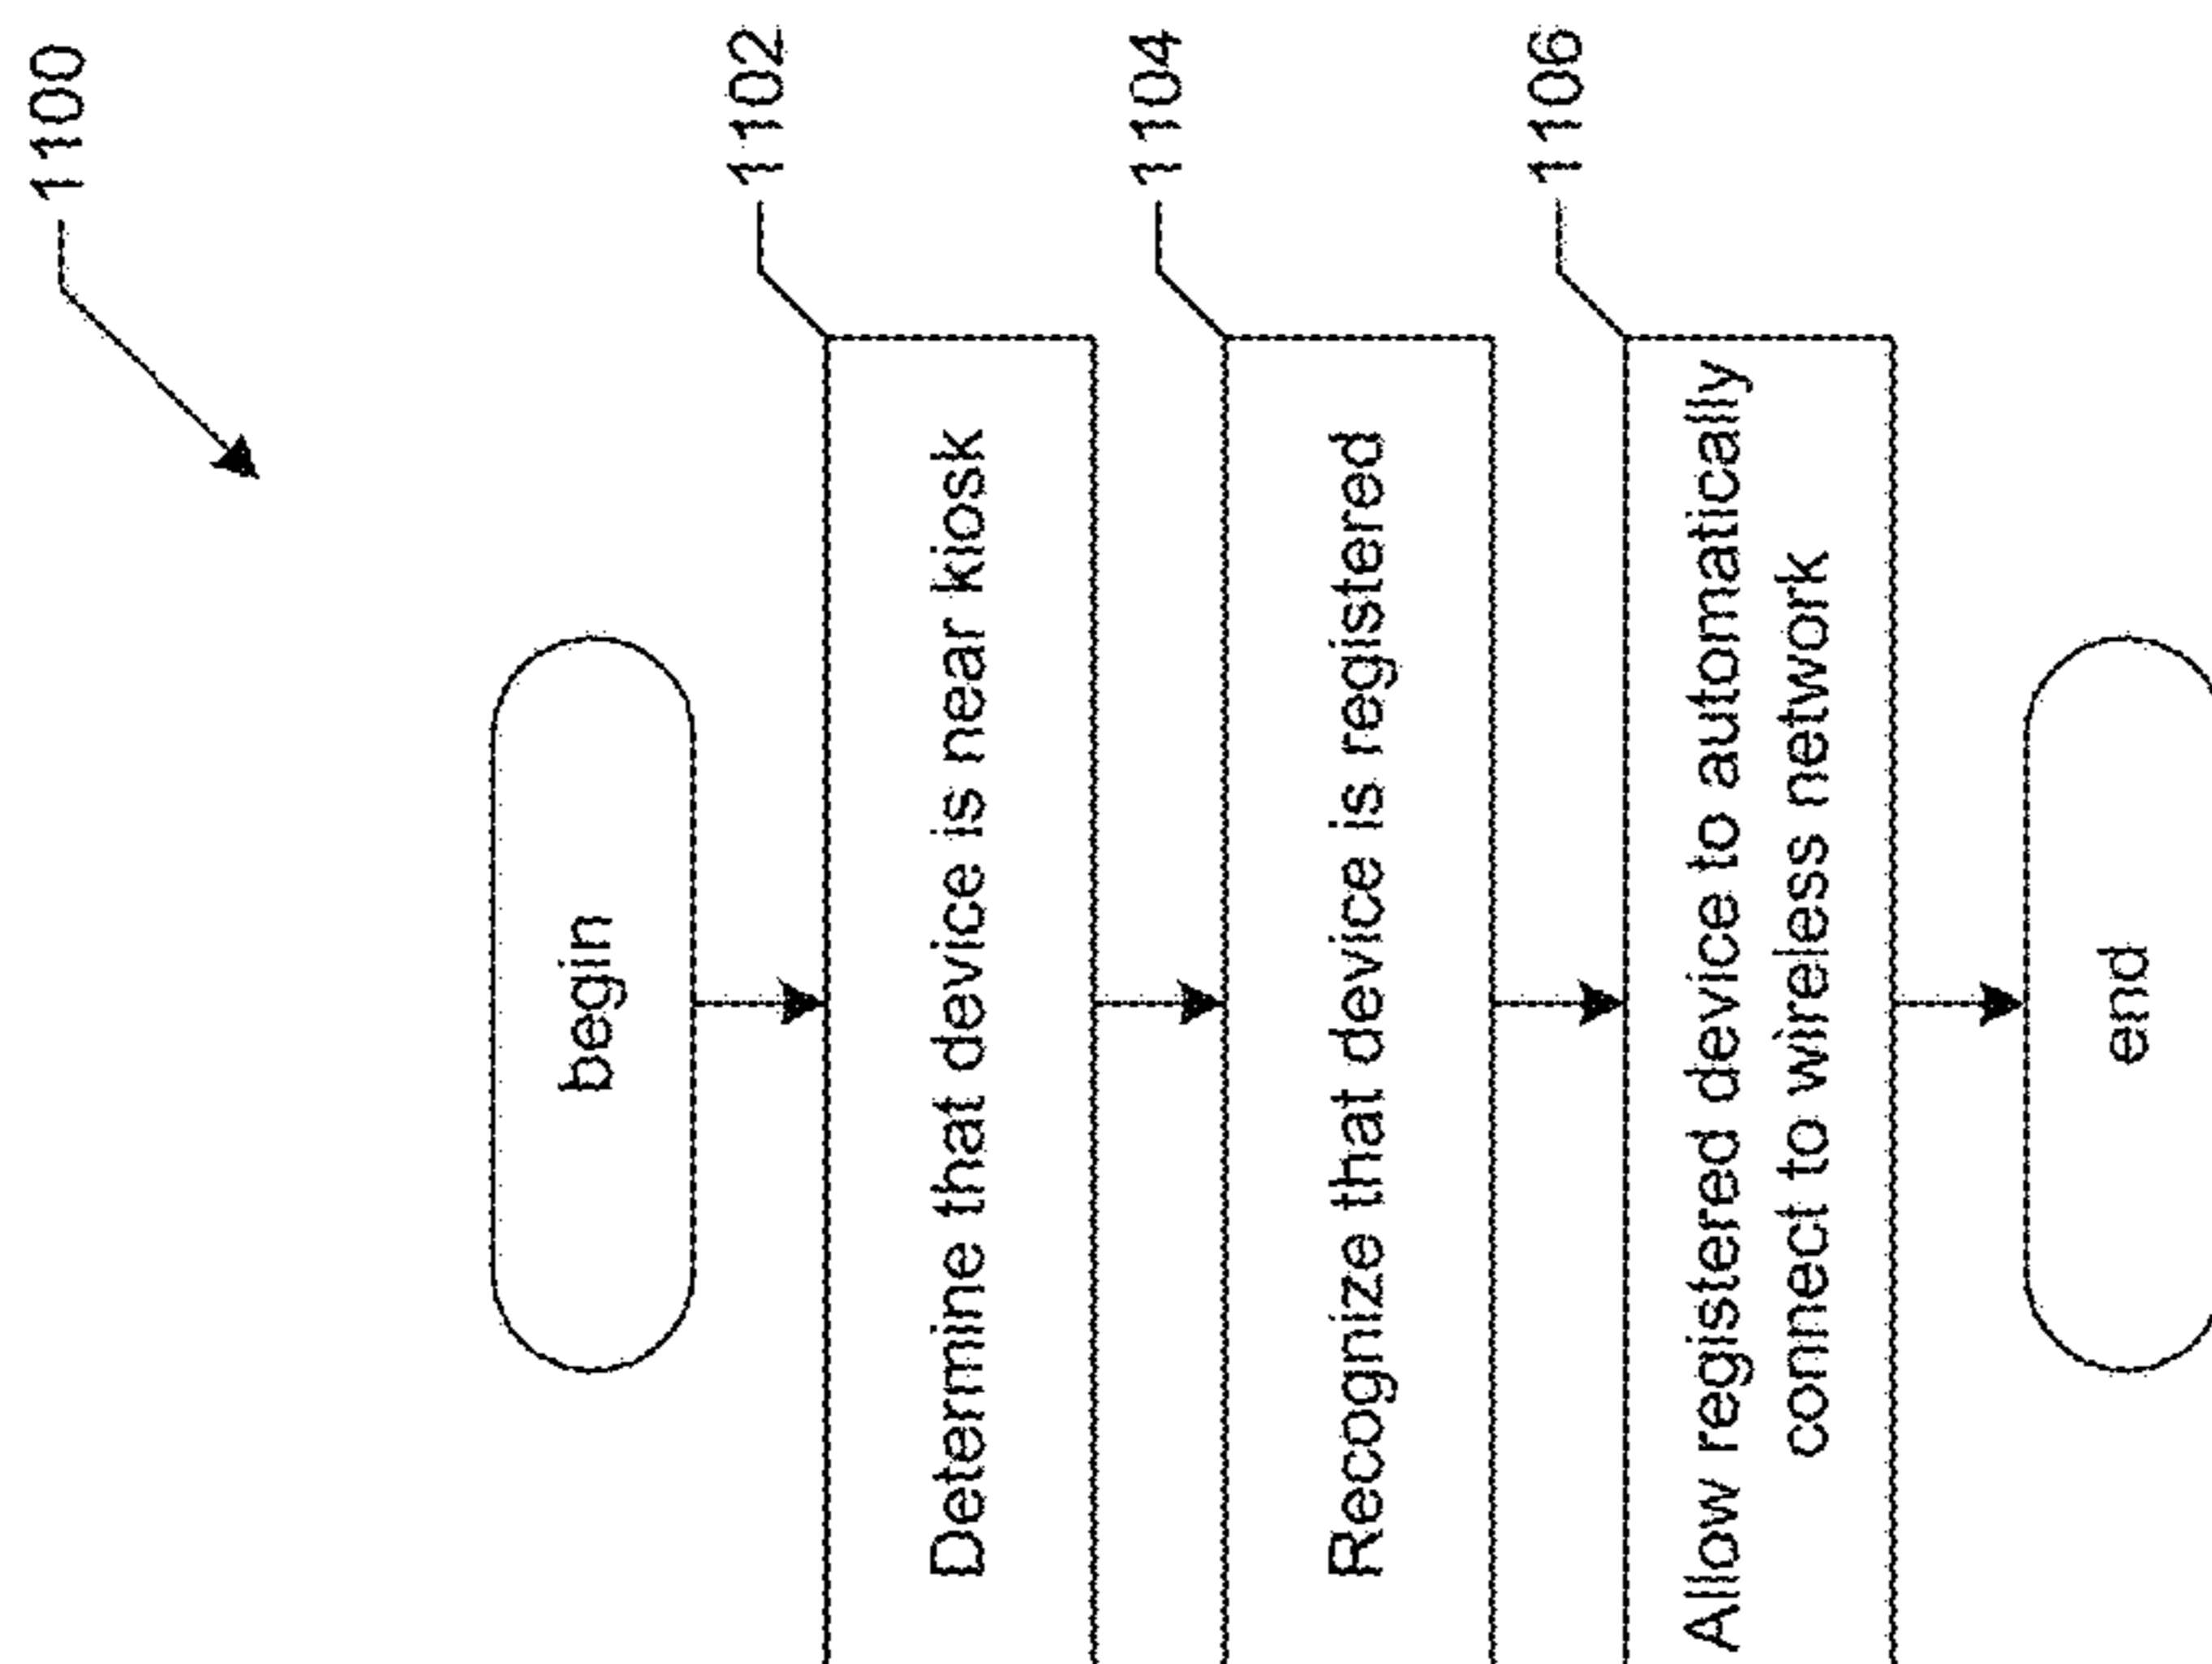 1100
begin
1102
Determine that device is near kiosk
1104
Recognize that device is registered
1106
Allow registered device to automatically
connect to wireless network
end